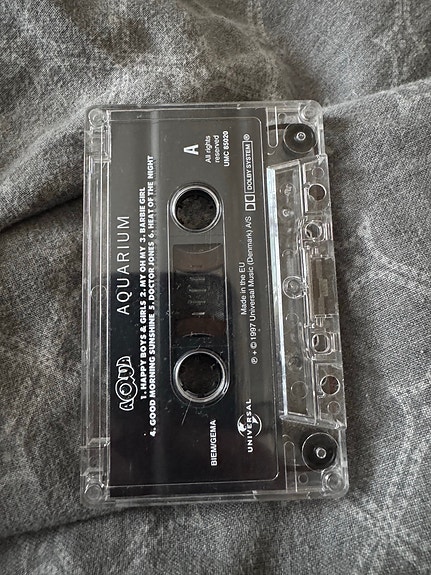 AQUA
AQUARIUM
1. HAPPY BOYS & GIRLS 2. MY OH MY 3. BARBIE GIRL
4. GOOD MORNING SUNSHINE 5. DOCTOR JONES 6. HEAT OF THE NIGHT
A
All rights
reserved
UMC 85020
BIEM/GEMA
Made in the EU
℗ + © 1997 Universal Music (Denmark) A/S
DOLBY SYSTEM ®
UNIVERSAL